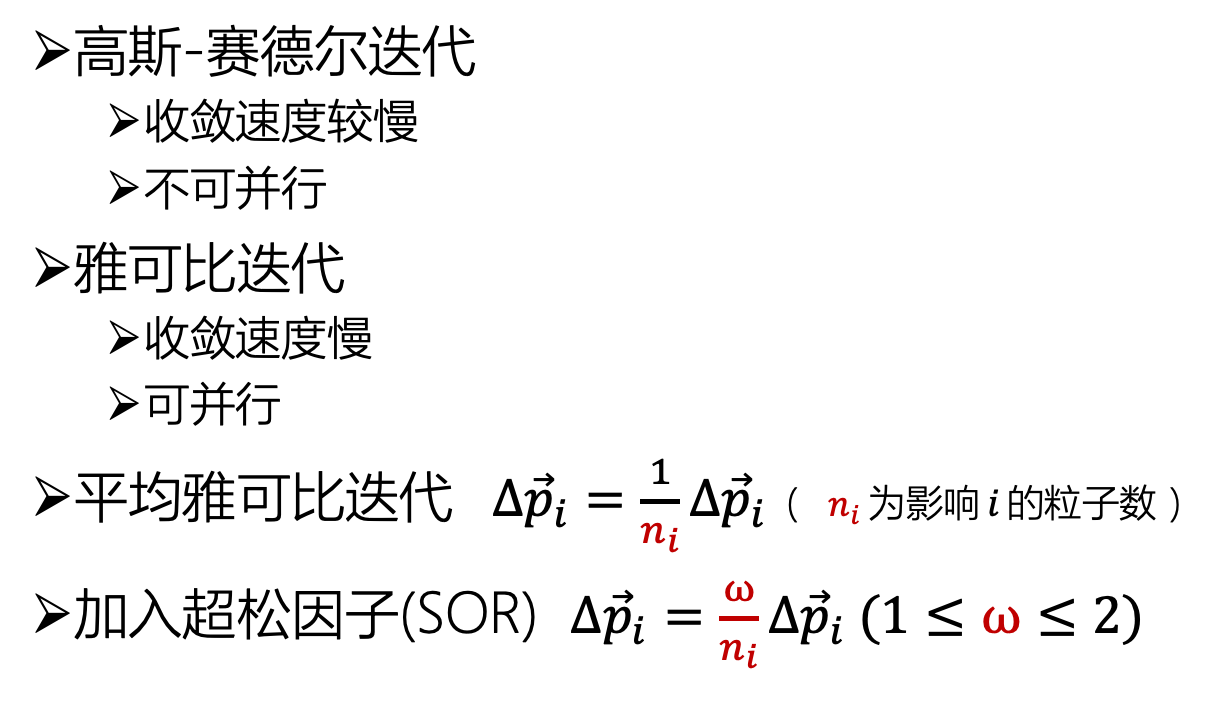 ➢高斯-赛德尔迭代
➢收敛速度较慢
➢不可并行
➢雅可比迭代
➢收敛速度慢
➢可并行
➢平均雅可比迭代 Δp⃗ᵢ = 1/nᵢ Δp⃗ᵢ（ nᵢ 为影响 i 的粒子数）
➢加入超松因子(SOR) Δp⃗ᵢ = ω/nᵢ Δp⃗ᵢ (1 ≤ ω ≤ 2)